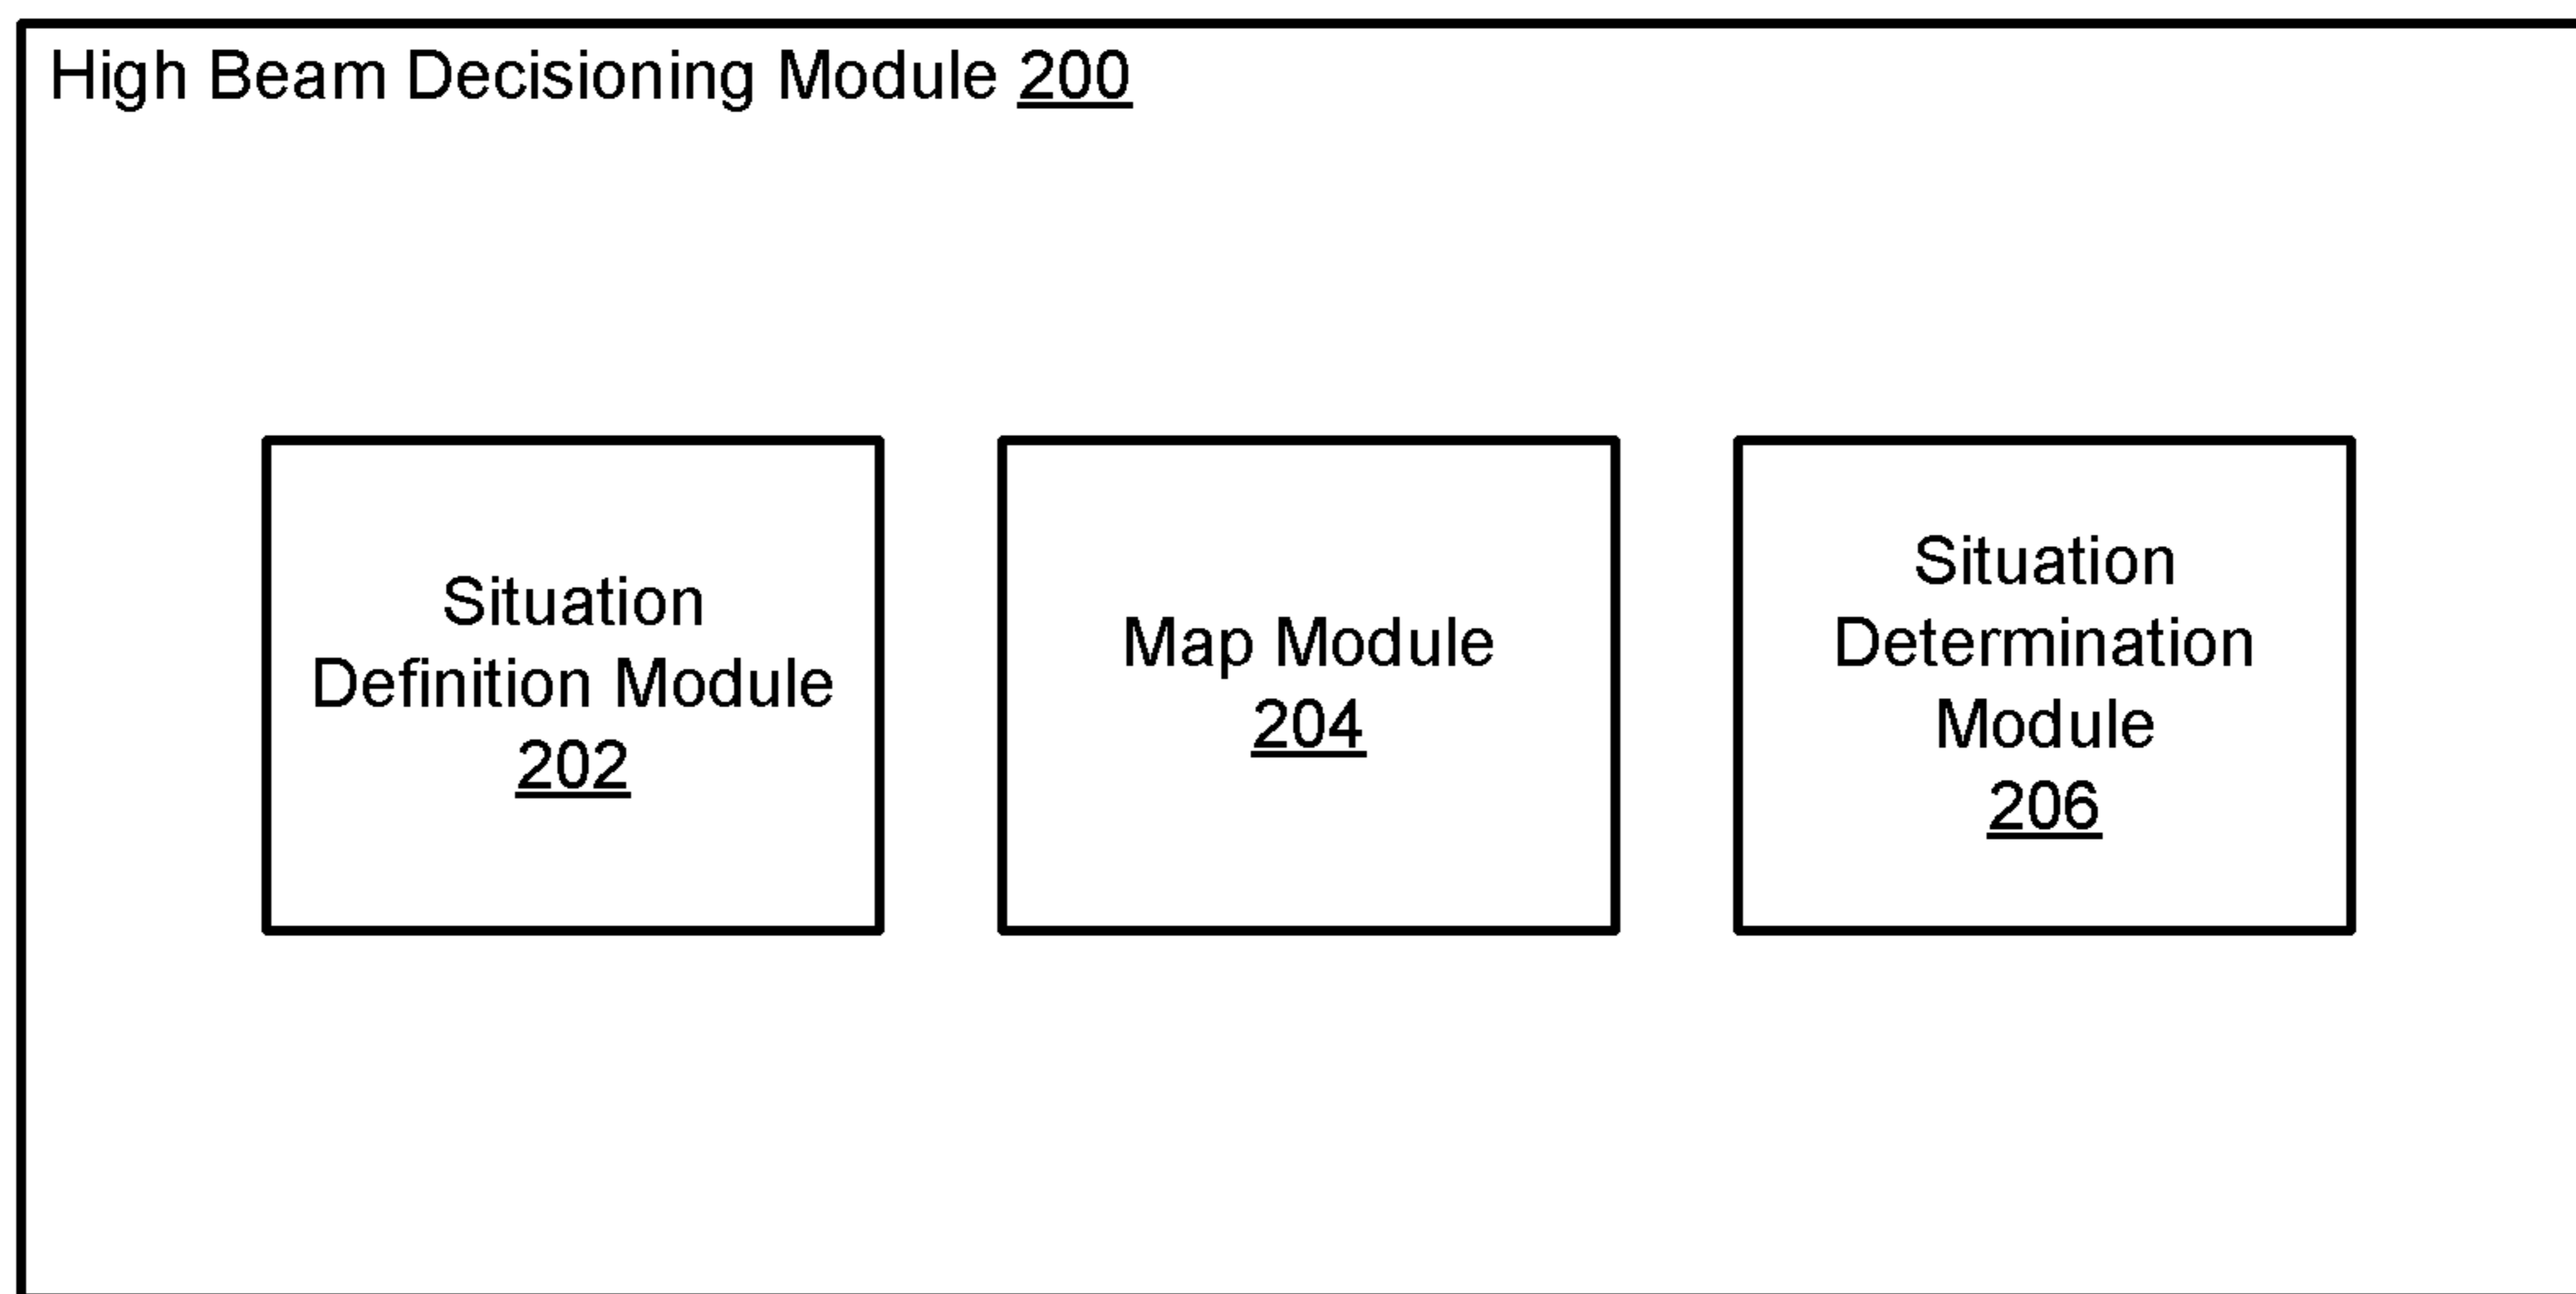 High Beam Decisioning Module 200
Situation
Definition Module
202
Map Module
204
Situation
Determination
Module
206